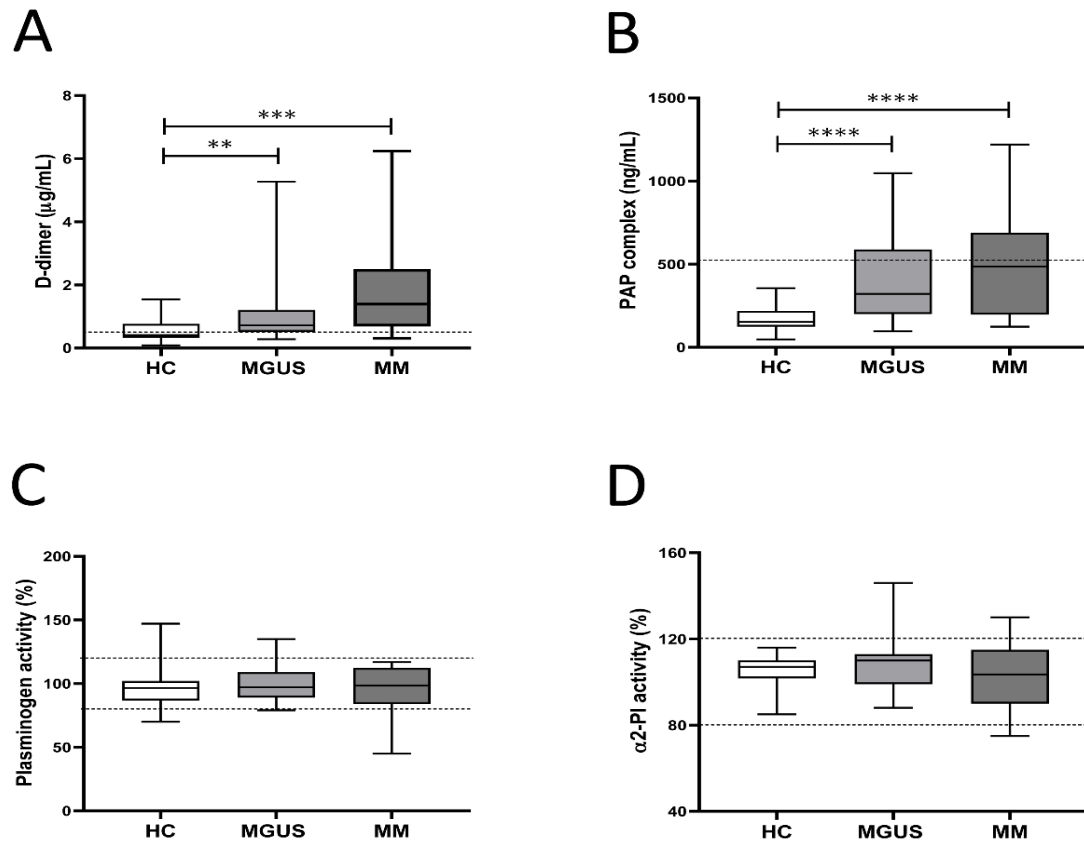 A
D-dimer (µg/mL)
8
6
4
2
0
***
**
HC MGUS MM
B
PAP complex (ng/mL)
1500
1000
500
0
****
****
HC MGUS MM
C
Plasminogen activity (%)
200
150
100
50
0
HC MGUS MM
D
α2-PI activity (%)
160
120
80
40
HC MGUS MM